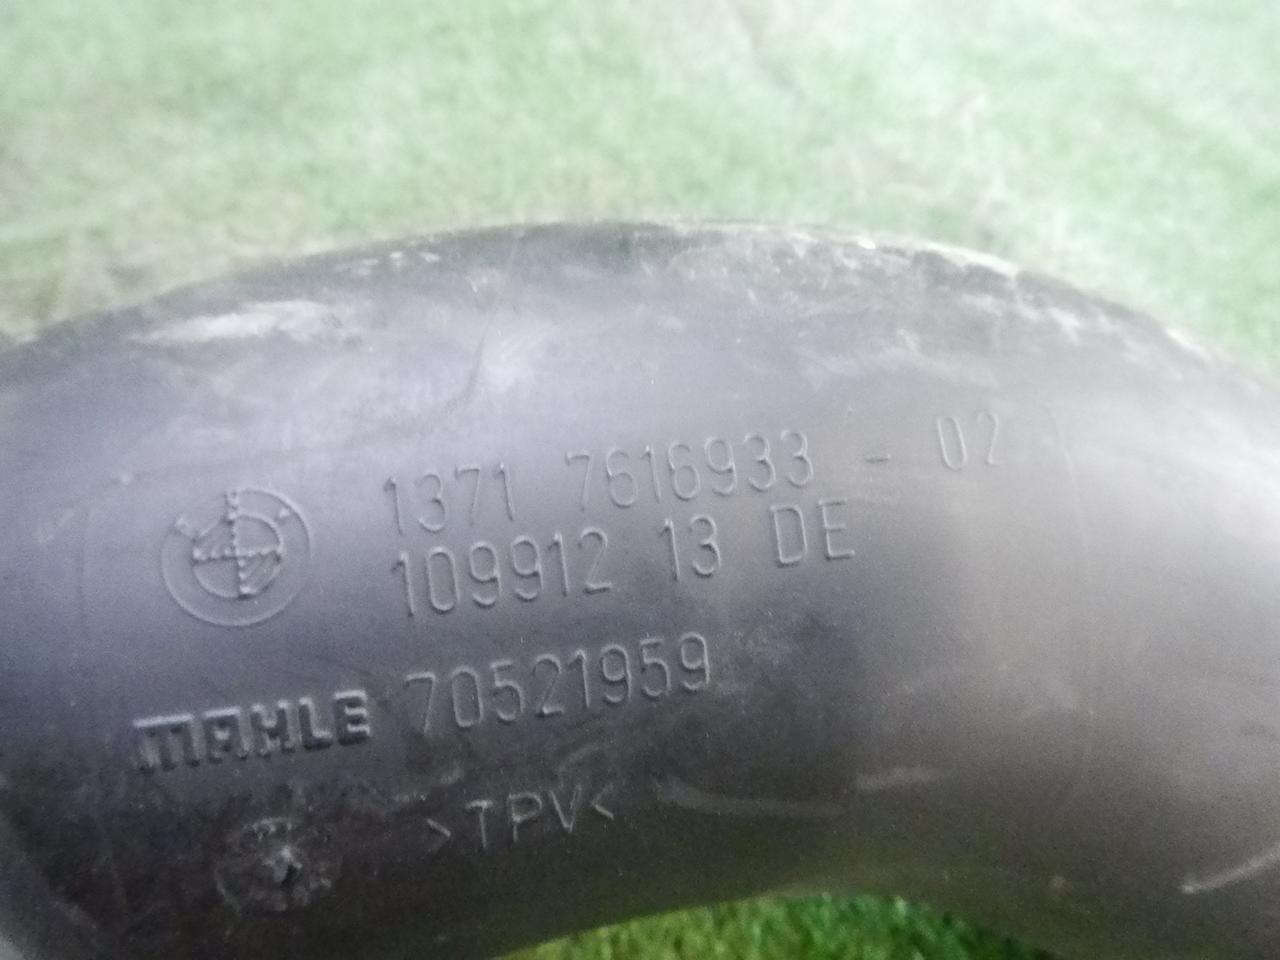 1371 7616933 - 02
109912 13 DE
MAHLE 70521959
>TPV<